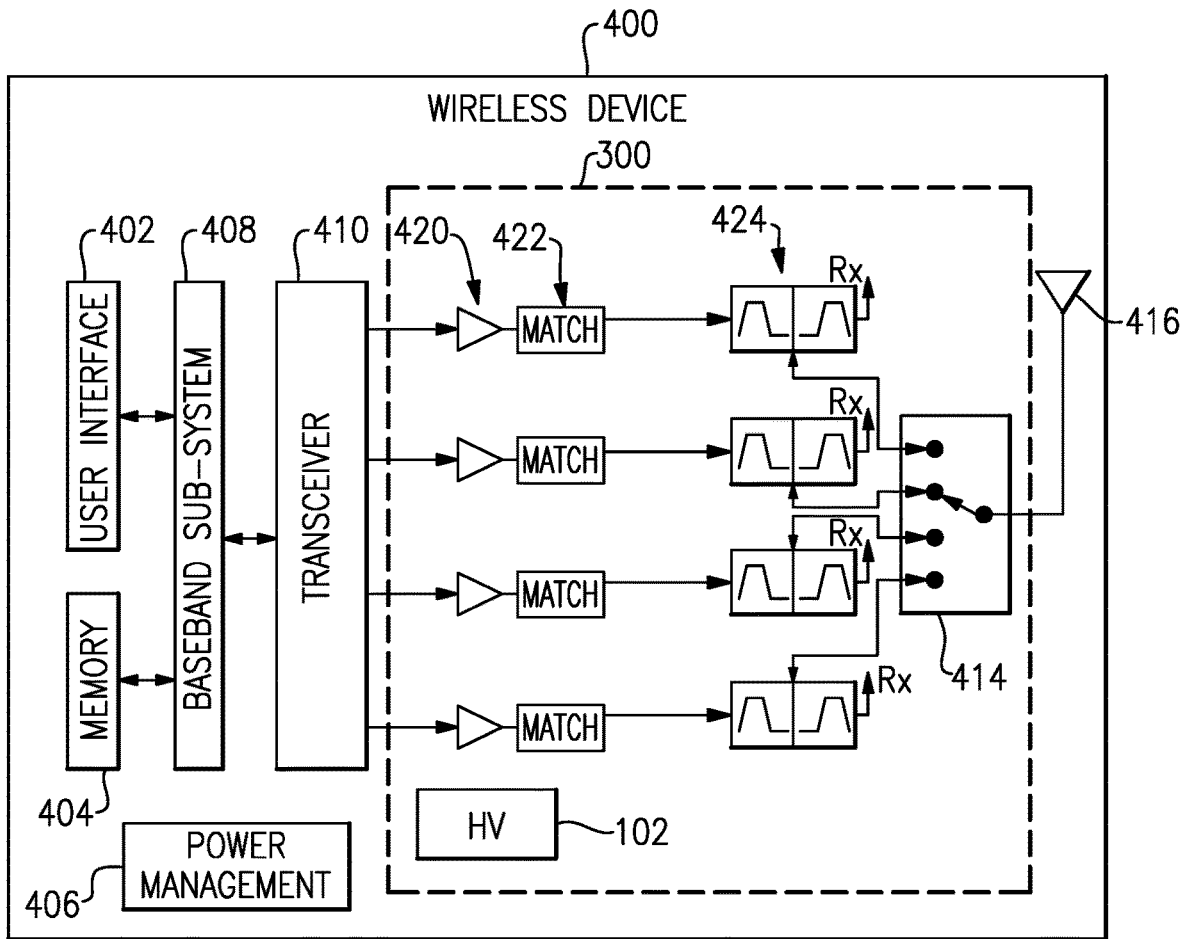 400
WIRELESS DEVICE
300
402
408
410
420
422
424
Rx
416
USER INTERFACE
BASEBAND SUB-SYSTEM
TRANSCEIVER
MATCH
Rx
MATCH
Rx
MATCH
414
MEMORY
Rx
MATCH
404
HV
102
POWER
MANAGEMENT
406